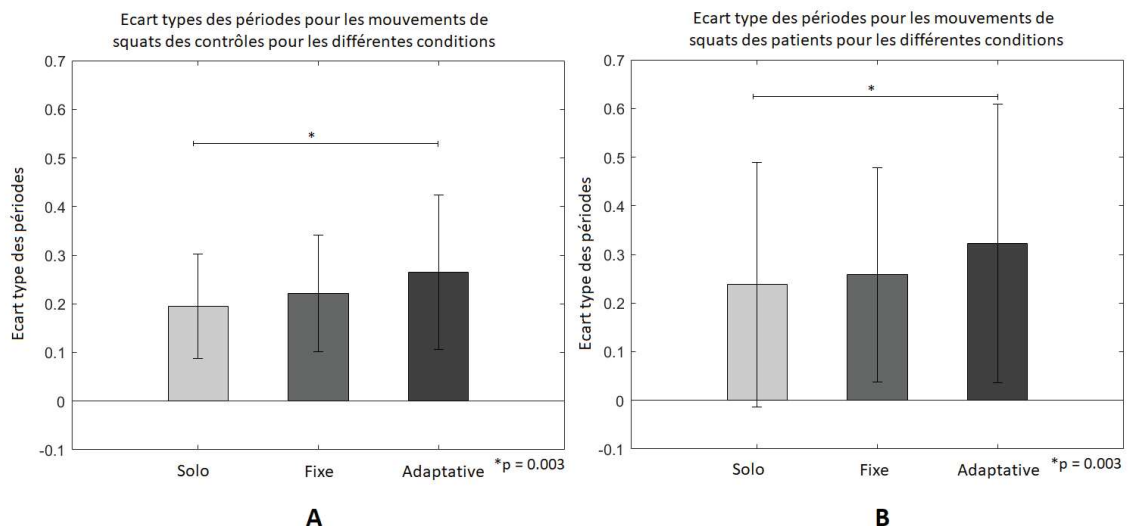 Ecart types des périodes pour les mouvements de
squats des contrôles pour les différentes conditions
0.7
0.6
0.5
0.4
0.3
0.2
0.1
0
-0.1
Ecart type des périodes
*
Solo
Fixe
Adaptative
*p = 0.003
A
Ecart type des périodes pour les mouvements de
squats des patients pour les différentes conditions
0.7
0.6
0.5
0.4
0.3
0.2
0.1
0
-0.1
Ecart type des périodes
*
Solo
Fixe
Adaptative
*p = 0.003
B